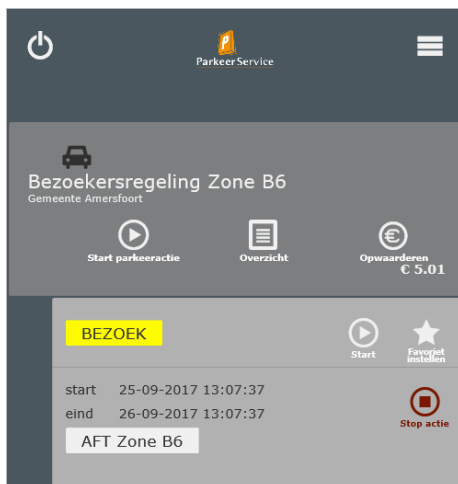 P
ParkeerService
Bezoekersregeling Zone B6
Gemeente Amersfoort
Start parkeeractie
Overzicht
€
Opwaarderen
€ 5.01
BEZOEK
Start
Favoriet
instellen
start 25-09-2017 13:07:37
eind 26-09-2017 13:07:37
Stop actie
AFT Zone B6